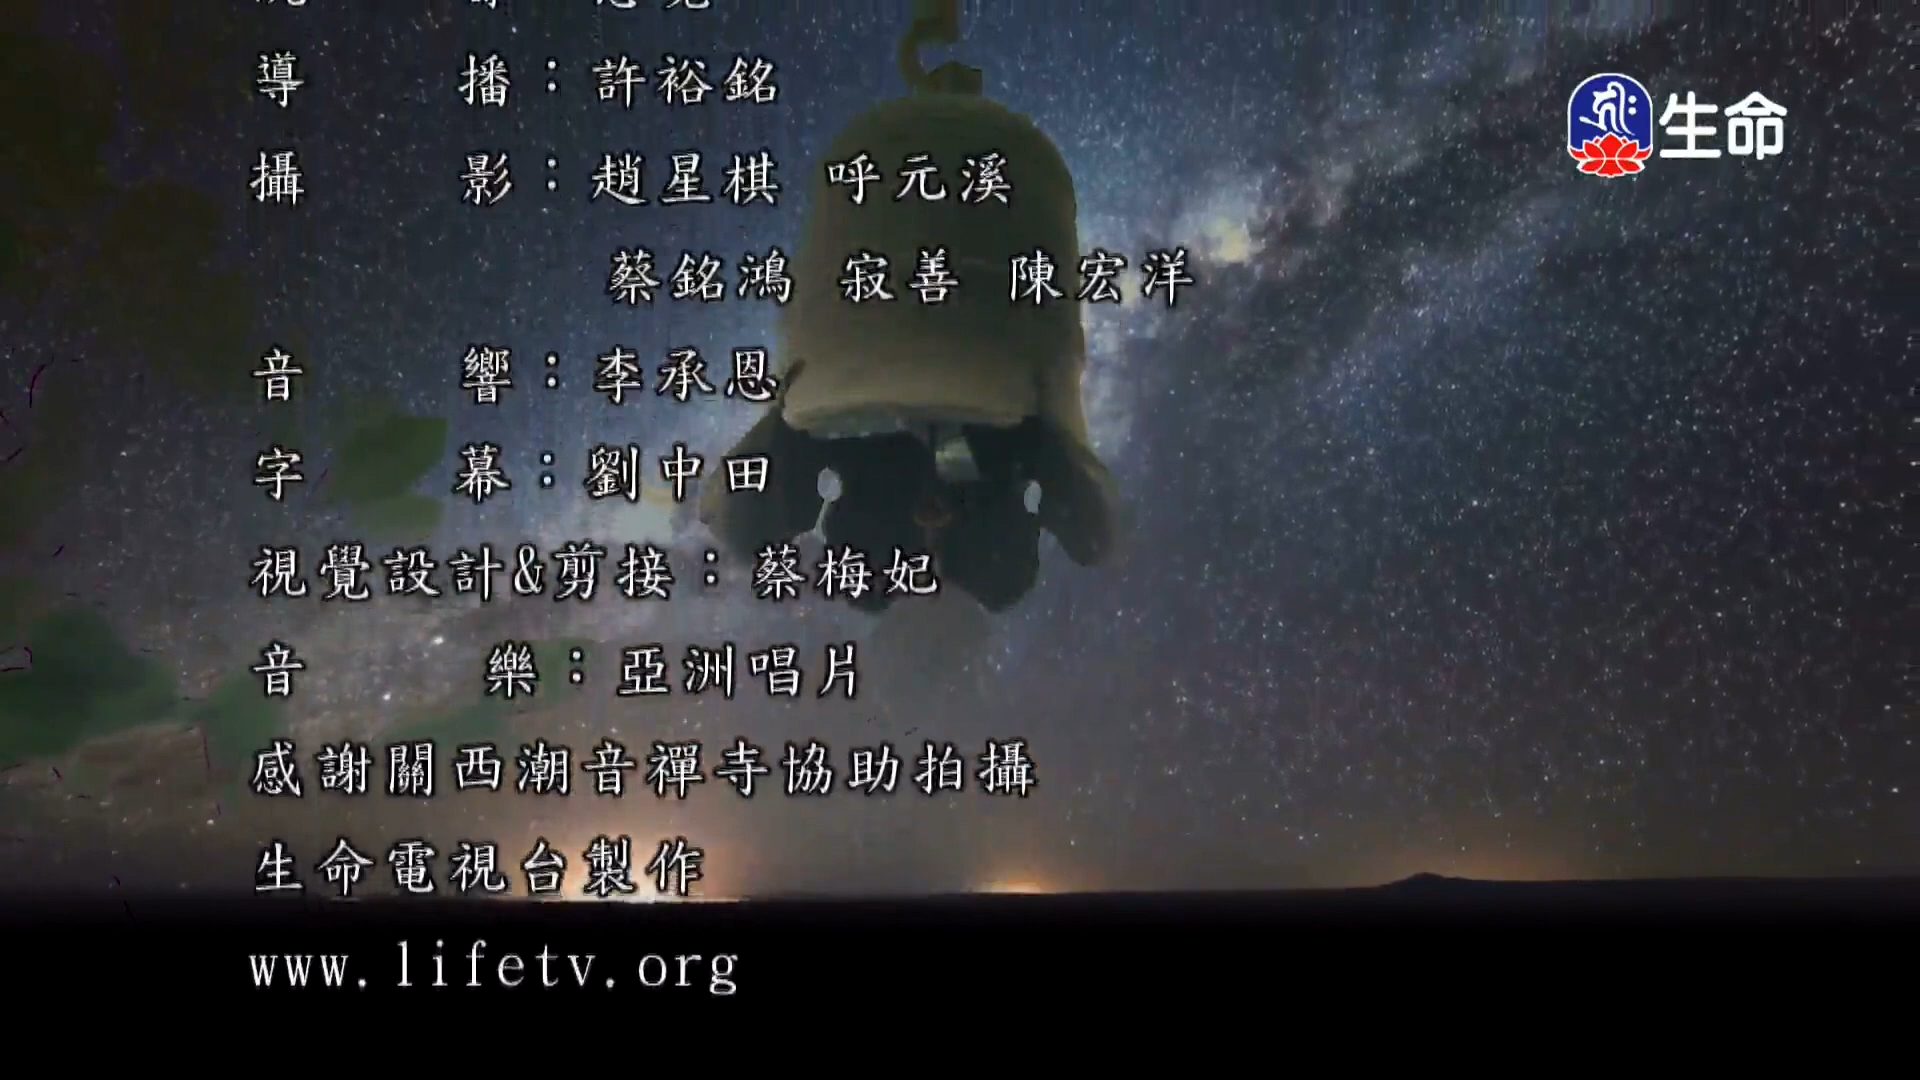 導 播：許裕銘
生命
攝 影：趙星棋 呼元溪
蔡銘鴻 寂善 陳宏洋
音 響：李承恩
字 幕：劉中田
視覺設計&剪接：蔡梅妃
音 樂：亞洲唱片
感謝關西潮音禪寺協助拍攝
生命電視台製作
www.lifetv.org